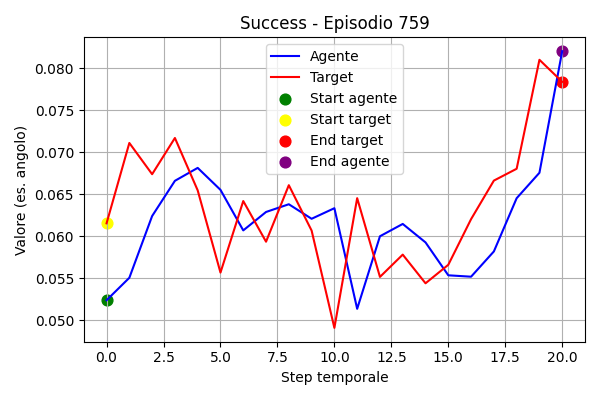 Success - Episodio 759
Agente
Target
Start agente
Start target
End target
End agente
Valore (es. angolo)
0.080
0.075
0.070
0.065
0.060
0.055
0.050
0.0 2.5 5.0 7.5 10.0 12.5 15.0 17.5 20.0
Step temporale